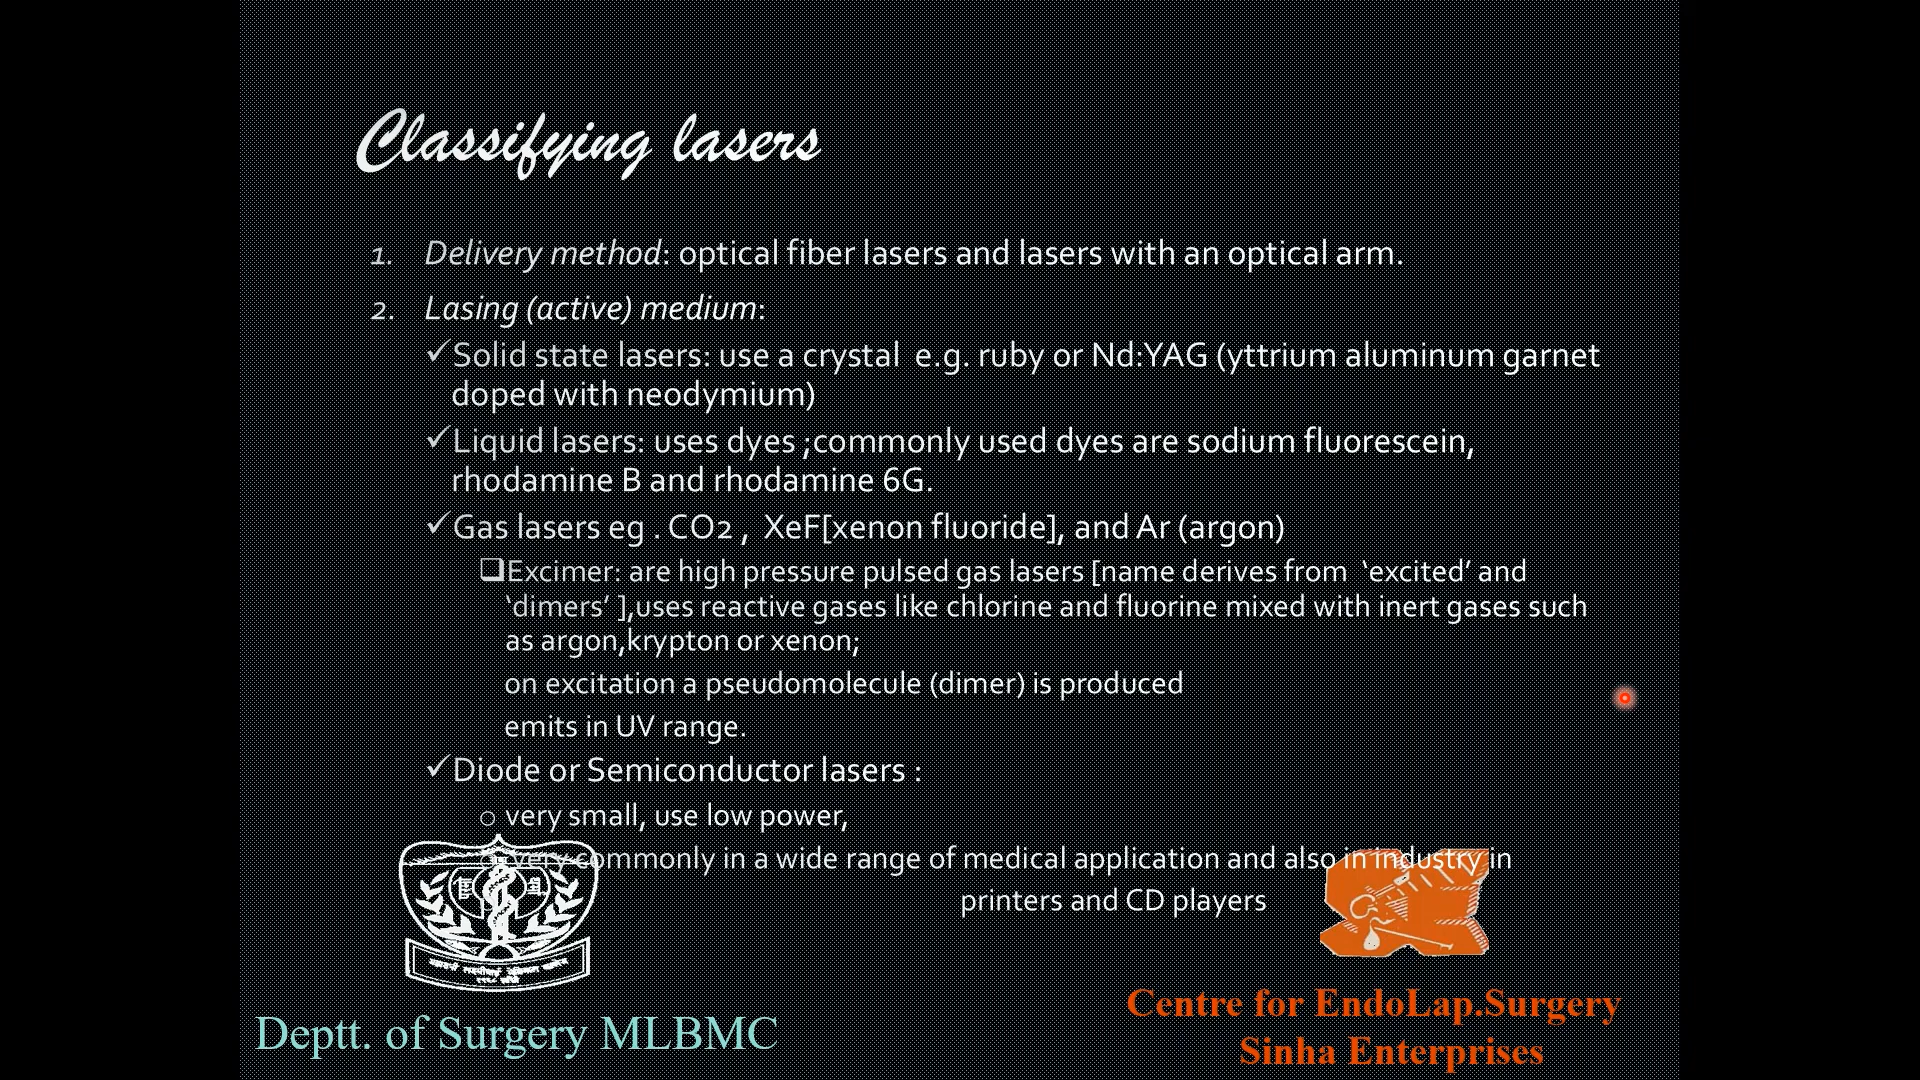 Classifying lasers
1. Delivery method: optical fiber lasers and lasers with an optical arm.
2. Lasing (active) medium:
✓Solid state lasers: use a crystal e.g. ruby or Nd:YAG (yttrium aluminum garnet
doped with neodymium)
✓Liquid lasers: uses dyes ;commonly used dyes are sodium fluorescein,
rhodamine B and rhodamine 6G.
✓Gas lasers eg . CO2 , XeF[xenon fluoride], and Ar (argon)
❑Excimer: are high pressure pulsed gas lasers [name derives from ‘excited’ and
‘dimers’ ],uses reactive gases like chlorine and fluorine mixed with inert gases such
as argon,krypton or xenon;
on excitation a pseudomolecule (dimer) is produced
emits in UV range.
✓Diode or Semiconductor lasers :
o very small, use low power,
o very commonly in a wide range of medical application and also in industry in
printers and CD players
Deptt. of Surgery MLBMC
Centre for EndoLap.Surgery
Sinha Enterprises